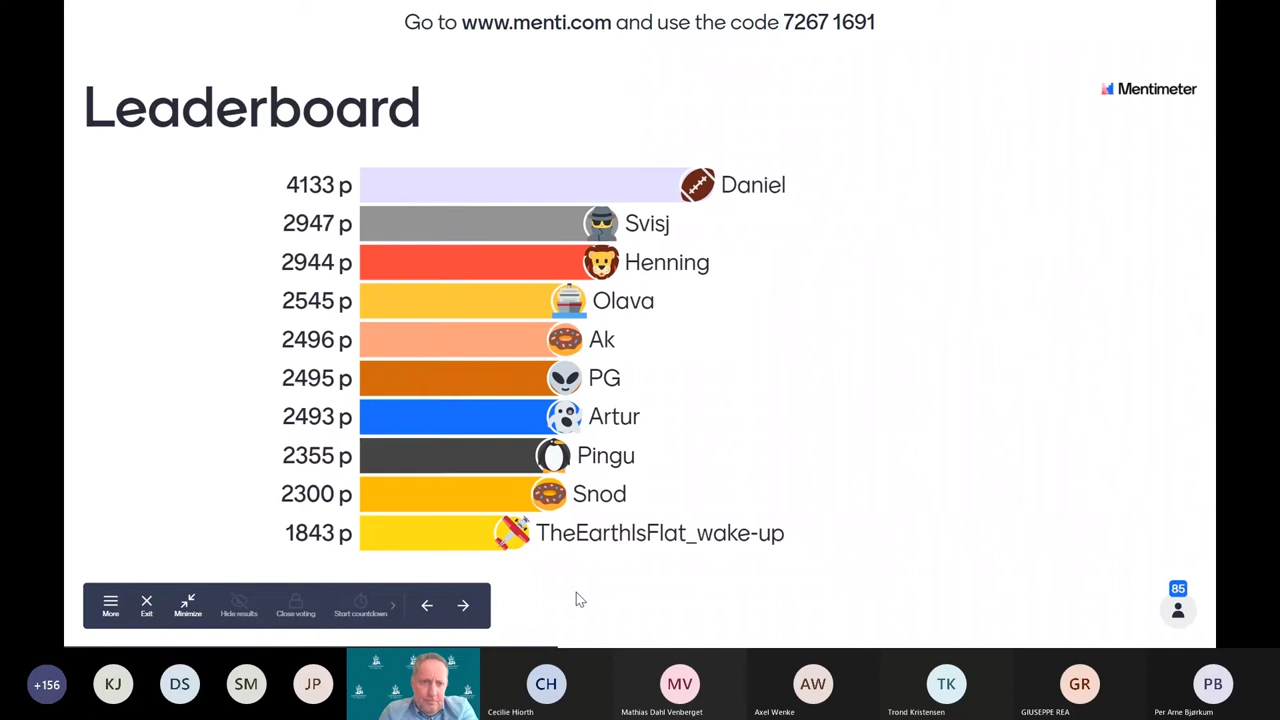 Go to www.menti.com and use the code 7267 1691
Leaderboard
Mentimeter
4133 p Daniel
2947 p Svisj
2944 p Henning
2545 p Olava
2496 p Ak
2495 p PG
2493 p Artur
2355 p Pingu
2300 p Snod
1843 p TheEarthIsFlat_wake-up
More Exit Minimize Hide results Close voting Start countdown
85
+156 KJ DS SM JP CH MV AW TK GR PB
Cecilie Hiorth Mathias Dahl Venberget Axel Wenke Trond Kristensen GIUSEPPE REA Per Arne Bjørkum